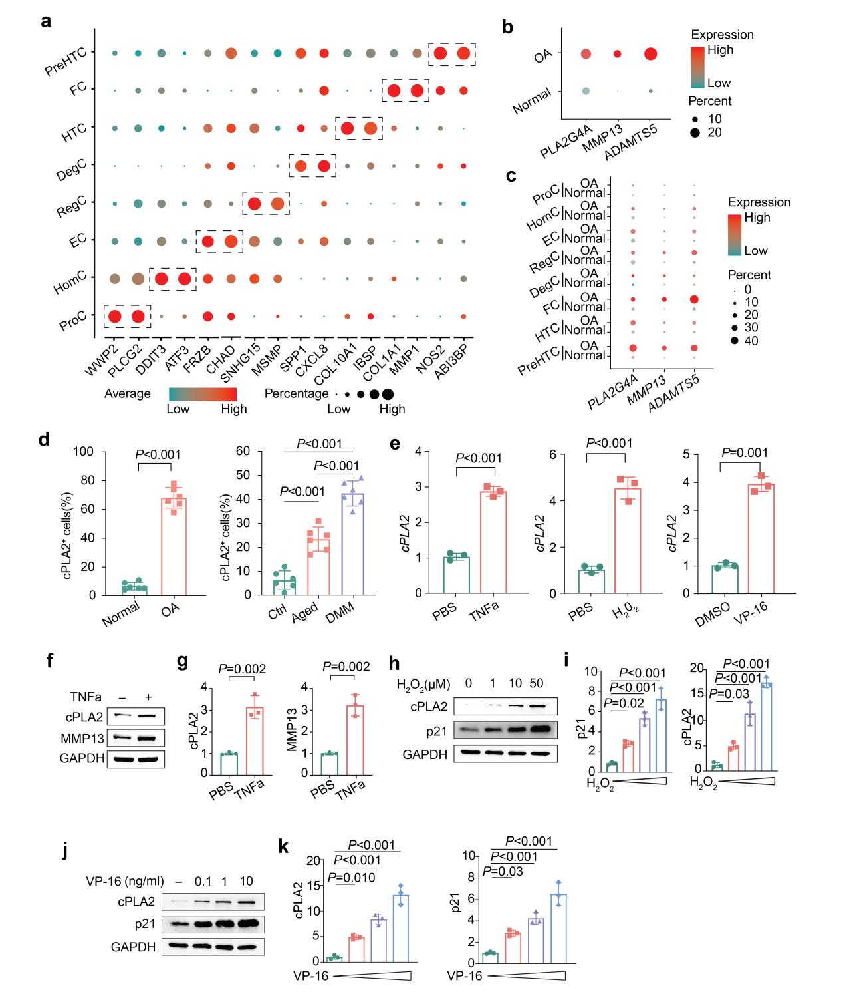 a
PreHTC
FC
HTC
DegC
RegC
EC
HomC
ProC
WWP2
PLCG2
DDIT3
ATF3
FRZB
CHAD
SNHG15
MSMP
SPP1
CXCL8
COL10A1
IBSP
COL1A1
MMP1
NOS2
ABI3BP
Average
Low High
Percentage
Low High
b
OA
Normal
PLA2G4A
MMP13
ADAMTS5
Expression
High
Low
Percent
10
20
c
ProC OA
Normal
HomC OA
Normal
EC OA
Normal
RegC OA
Normal
DegC OA
Normal
FC OA
Normal
HTC OA
Normal
PreHTC OA
Normal
PLA2G4A
MMP13
ADAMTS5
Expression
High
Low
Percent
0
10
20
30
40
d
cPLA2⁺ cells(%)
100
80
60
40
20
0
P<0.001
Normal
OA
cPLA2⁺ cells(%)
60
50
40
30
20
10
0
P<0.001
P<0.001
P<0.001
Ctrl
Aged
DMM
e
cPLA2
4
3
2
1
0
P<0.001
PBS
TNFa
cPLA2
6
4
2
0
P<0.001
PBS
H₂0₂
cPLA2
5
4
3
2
1
0
P=0.001
DMSO
VP-16
f
TNFa – +
cPLA2
MMP13
GAPDH
g
cPLA2
4
3
2
1
0
P=0.002
PBS
TNFa
MMP13
4
3
2
1
0
P=0.002
PBS
TNFa
h
H₂O₂(µM) 0 1 10 50
cPLA2
p21
GAPDH
i
p21
10
8
6
4
2
0
P<0.001
P<0.001
P=0.02
H₂O₂
cPLA2
20
15
10
5
0
P<0.001
P<0.001
P=0.03
H₂O₂
j
VP-16 (ng/ml) – 0.1 1 10
cPLA2
p21
GAPDH
k
cPLA2
20
15
10
5
0
P<0.001
P<0.001
P=0.010
VP-16
p21
10
8
6
4
2
0
P<0.001
P<0.001
P=0.03
VP-16